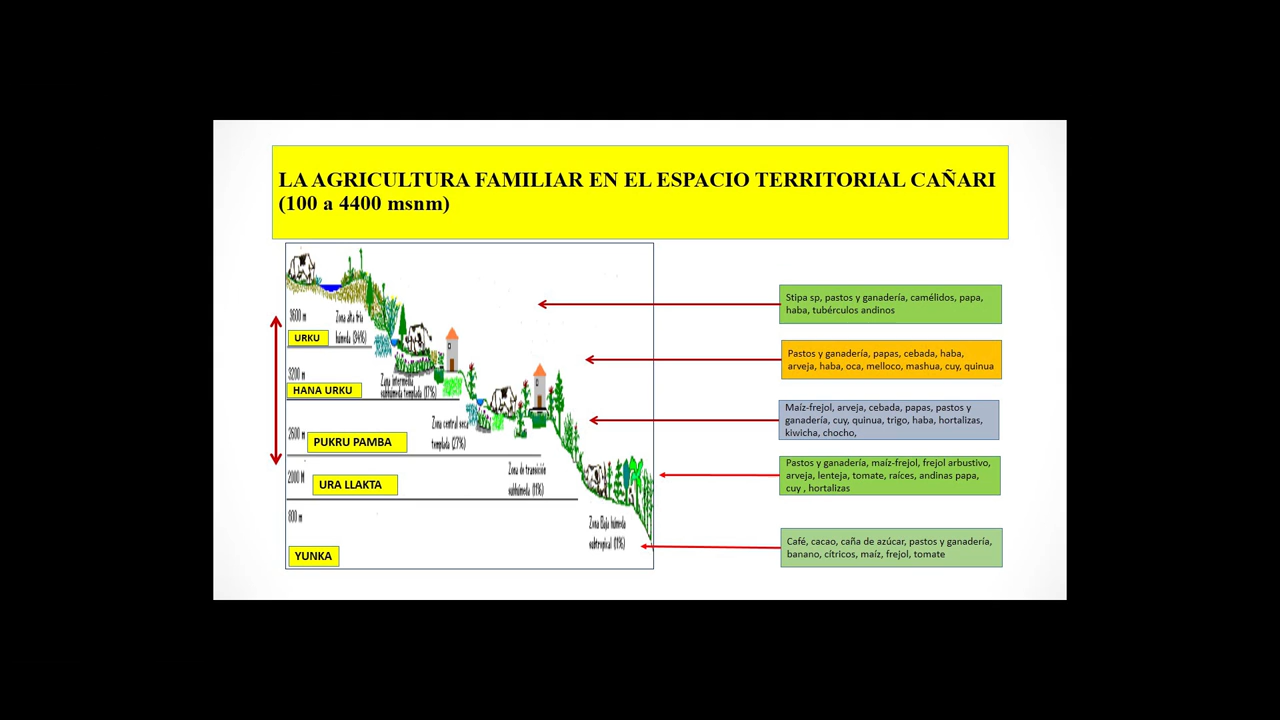 LA AGRICULTURA FAMILIAR EN EL ESPACIO TERRITORIAL CAÑARI
(100 a 4400 msnm)
3600 m
Zona alta fría
húmeda (34%)
URKU
3200 m
Zona intermedia
subhúmeda templada (17%)
HANA URKU
2600 m
Zona central seca
templada (27%)
PUKRU PAMBA
2000 M
Zona de transición
subhúmeda (11%)
URA LLAKTA
800 m
Zona Baja húmeda
subtropical (11%)
YUNKA
Stipa sp, pastos y ganadería, camélidos, papa,
haba, tubérculos andinos
Pastos y ganadería, papas, cebada, haba,
arveja, haba, oca, melloco, mashua, cuy, quinua
Maíz-frejol, arveja, cebada, papas, pastos y
ganadería, cuy, quinua, trigo, haba, hortalizas,
kiwicha, chocho,
Pastos y ganadería, maíz-frejol, frejol arbustivo,
arveja, lenteja, tomate, raíces, andinas papa,
cuy , hortalizas
Café, cacao, caña de azúcar, pastos y ganadería,
banano, cítricos, maíz, frejol, tomate